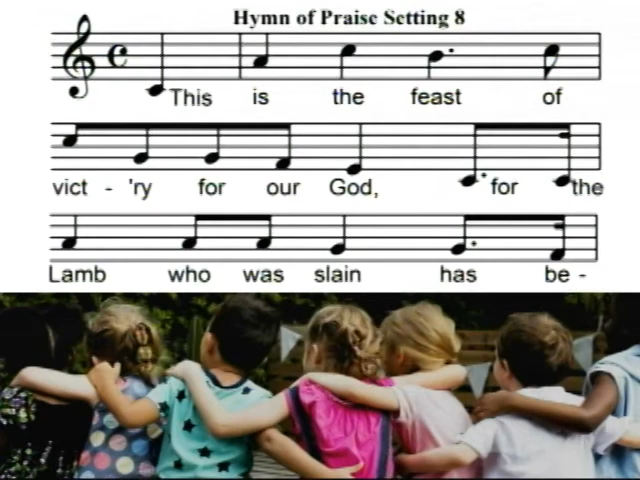 Hymn of Praise Setting 8
This is the feast of
vict - 'ry for our God, for the
Lamb who was slain has be -